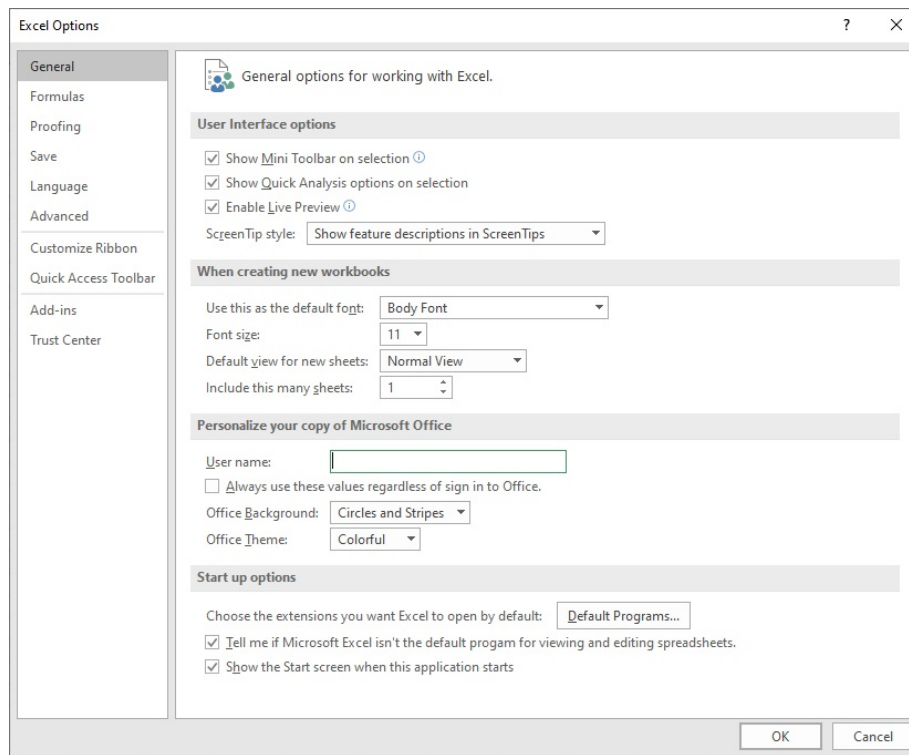 Excel Options
?
General
Formulas
Proofing
Save
Language
Advanced
Customize Ribbon
Quick Access Toolbar
Add-ins
Trust Center
General options for working with Excel.
User Interface options
Show Mini Toolbar on selection
Show Quick Analysis options on selection
Enable Live Preview
ScreenTip style: Show feature descriptions in ScreenTips
When creating new workbooks
Use this as the default font: Body Font
Font size: 11
Default view for new sheets: Normal View
Include this many sheets: 1
Personalize your copy of Microsoft Office
User name:
Always use these values regardless of sign in to Office.
Office Background: Circles and Stripes
Office Theme: Colorful
Start up options
Choose the extensions you want Excel to open by default: Default Programs...
Tell me if Microsoft Excel isn't the default progam for viewing and editing spreadsheets.
Show the Start screen when this application starts
OK Cancel